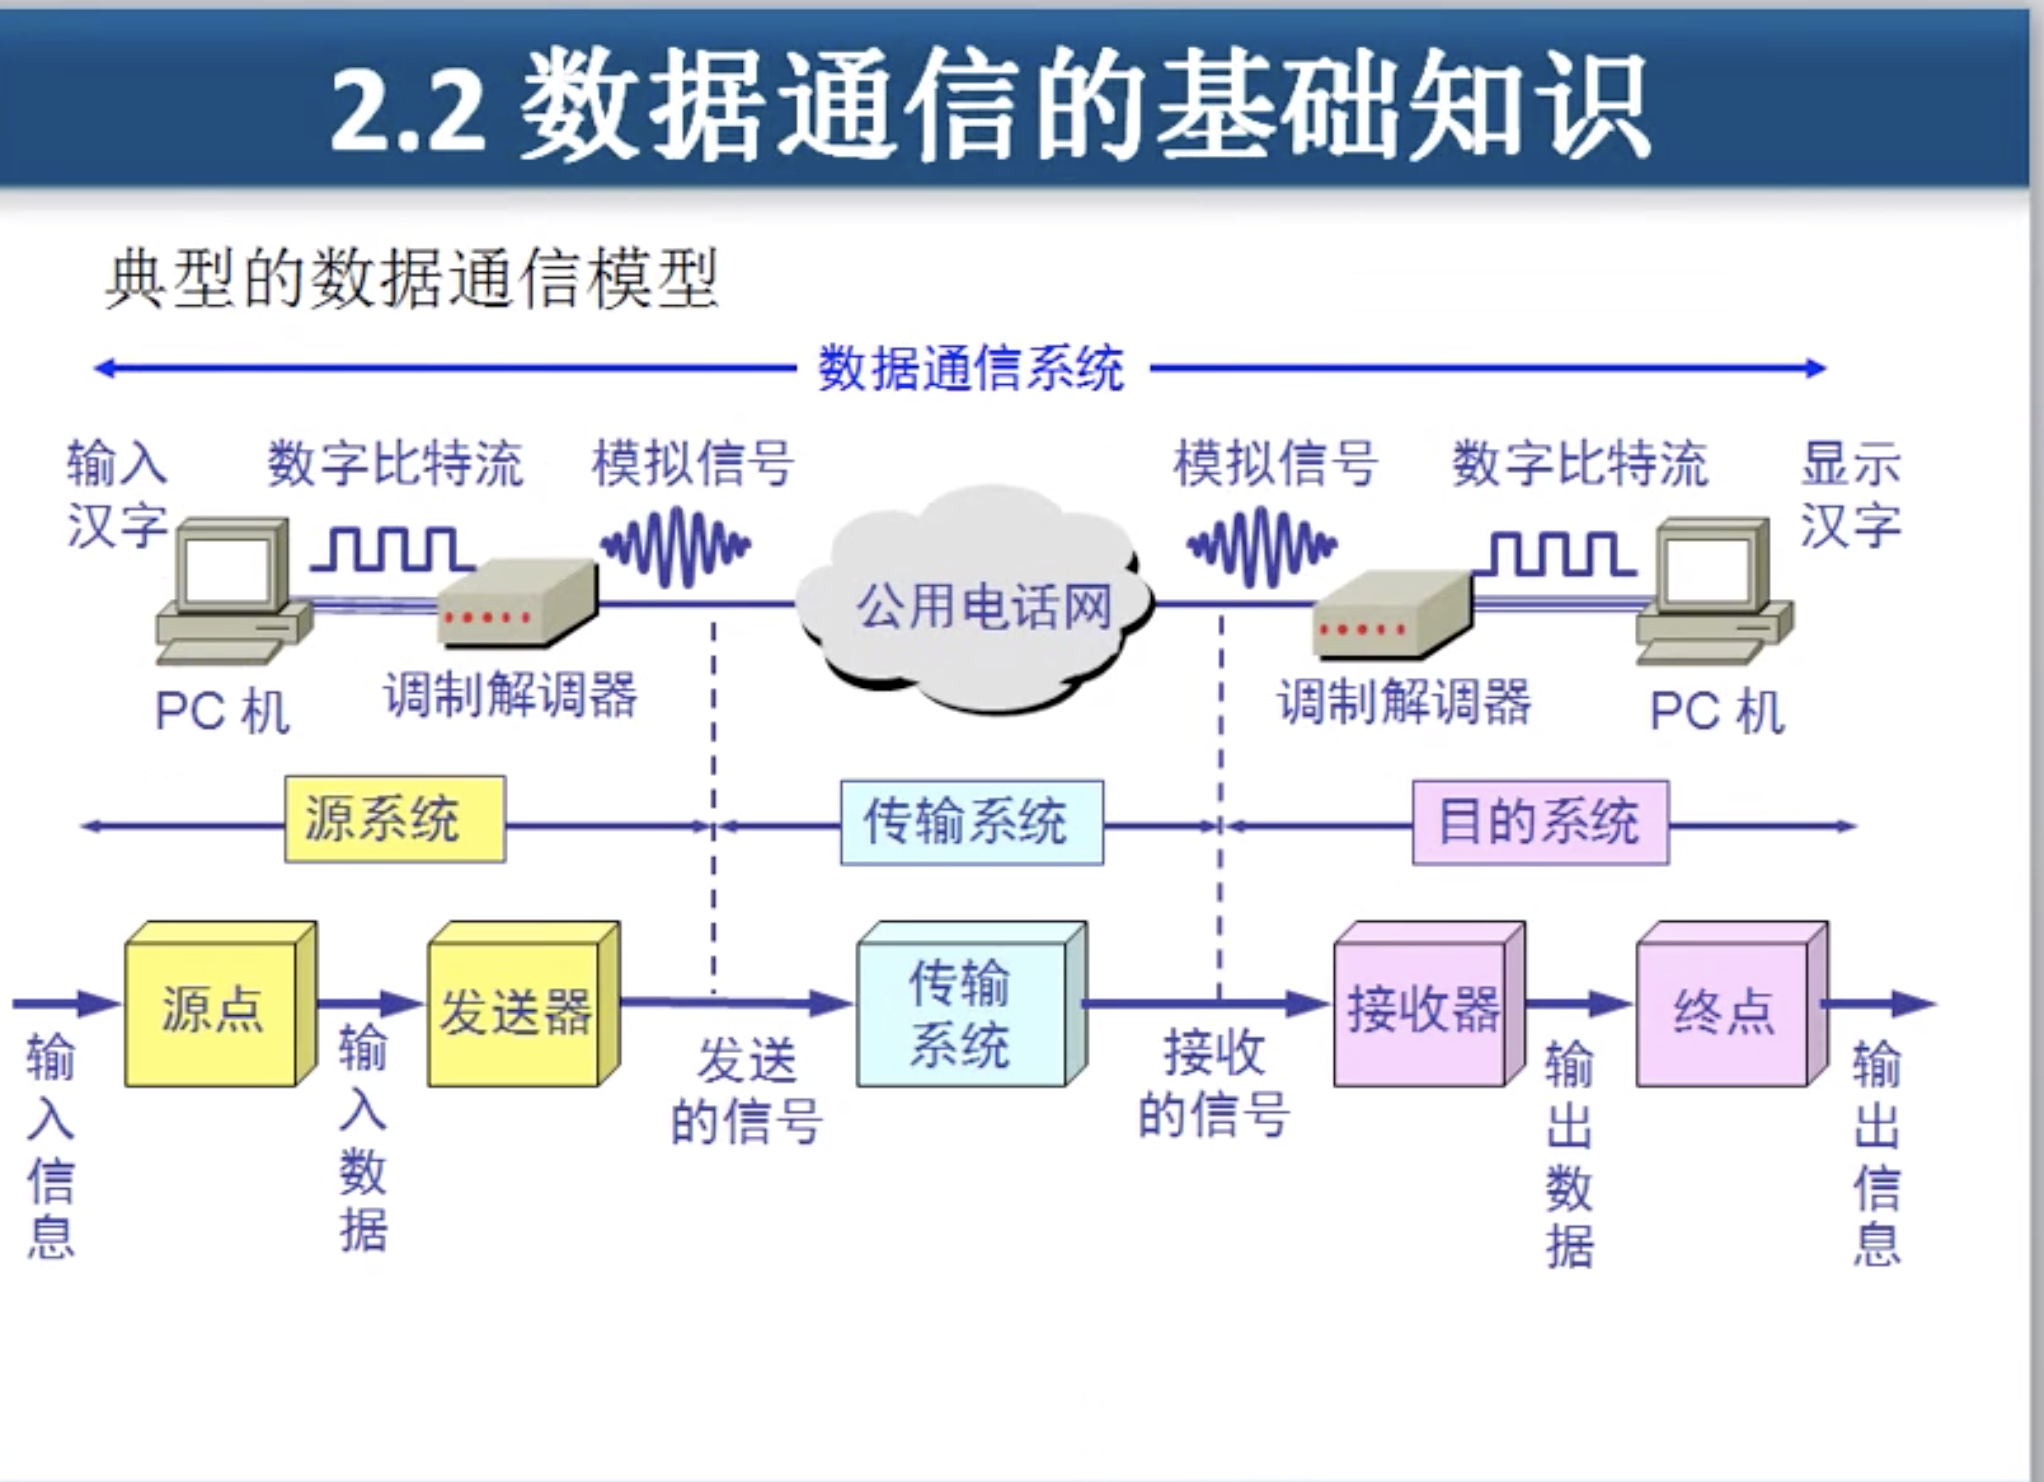 2.2 数据通信的基础知识
典型的数据通信模型
数据通信系统
输入
汉字
数字比特流
模拟信号
模拟信号
数字比特流
显示
汉字
公用电话网
PC 机
调制解调器
调制解调器
PC 机
源系统
传输系统
目的系统
源点
发送器
传输
系统
接收器
终点
输入信息
输入数据
发送
的信号
接收
的信号
输出数据
输出信息